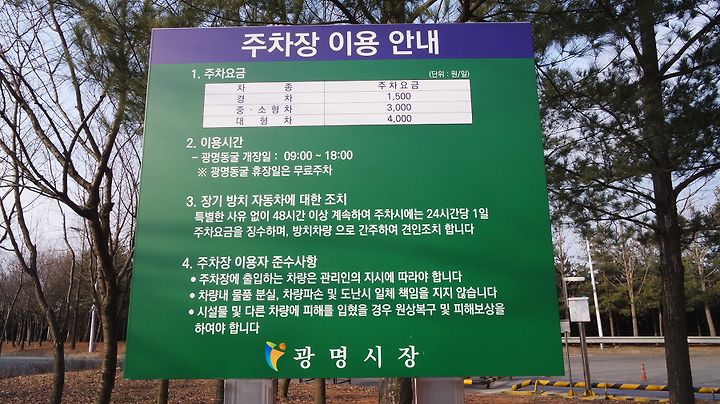 주차장 이용 안내
1. 주차요금 (단위 : 원/일)
차 종 주 차 요 금
경 차 1,500
중 · 소 형 차 3,000
대 형 차 4,000
2. 이용시간
– 광명동굴 개장일 : 09:00 ~ 18:00
※ 광명동굴 휴장일은 무료주차
3. 장기 방치 자동차에 대한 조치
특별한 사유 없이 48시간 이상 계속하여 주차시에는 24시간당 1일
주차요금을 징수하며, 방치차량 으로 간주하여 견인조치 합니다
4. 주차장 이용자 준수사항
• 주차장에 출입하는 차량은 관리인의 지시에 따라야 합니다
• 차량내 물품 분실, 차량파손 및 도난시 일체 책임을 지지 않습니다
• 시설물 및 다른 차량에 피해를 입혔을 경우 원상복구 및 피해보상을
하여야 합니다
광 명 시 장